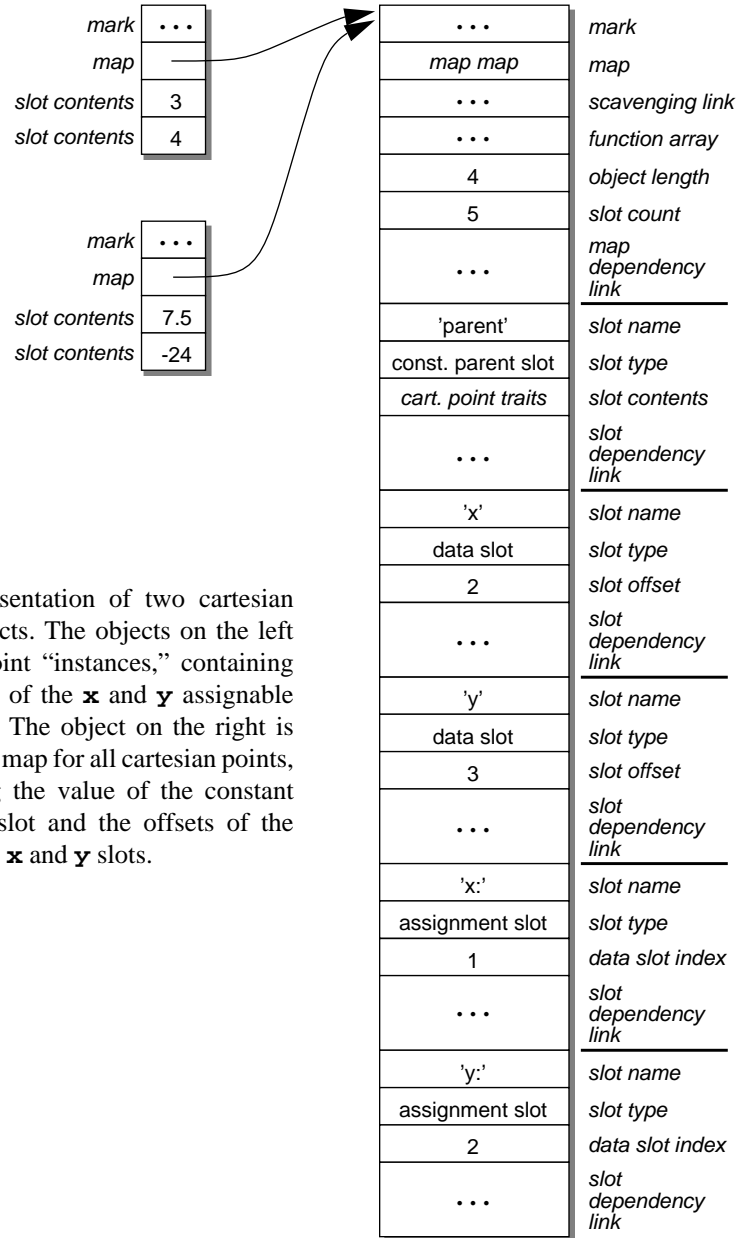 mark • • •
map
slot contents 3
slot contents 4
mark • • •
map
slot contents 7.5
slot contents -24
sentation of two cartesian
cts. The objects on the left
oint “instances,” containing
of the x and y assignable
The object on the right is
map for all cartesian points,
g the value of the constant
slot and the offsets of the
x and y slots.
• • • mark
map map map
• • • scavenging link
• • • function array
4 object length
5 slot count
• • • map
dependency
link
’parent’ slot name
const. parent slot slot type
cart. point traits slot contents
• • • slot
dependency
link
’x’ slot name
data slot slot type
2 slot offset
• • • slot
dependency
link
’y’ slot name
data slot slot type
3 slot offset
• • • slot
dependency
link
’x:’ slot name
assignment slot slot type
1 data slot index
• • • slot
dependency
link
’y:’ slot name
assignment slot slot type
2 data slot index
• • • slot
dependency
link